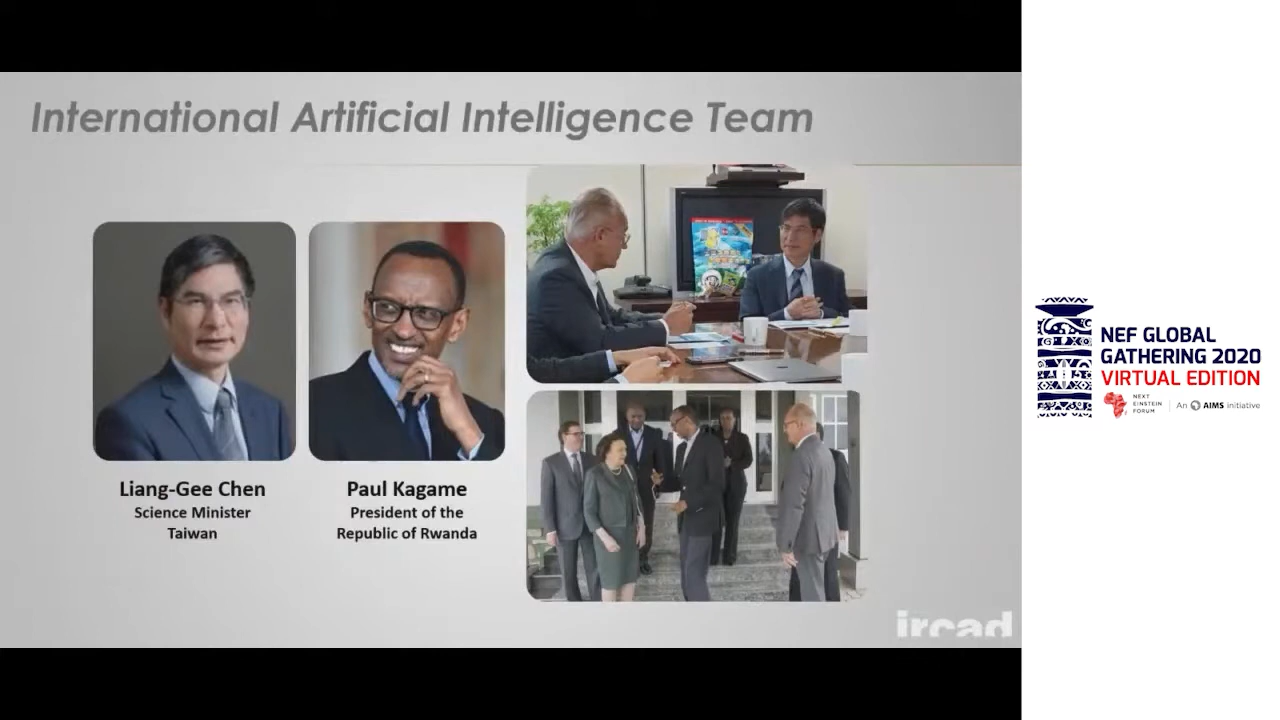 International Artificial Intelligence Team
Liang-Gee Chen
Science Minister
Taiwan
Paul Kagame
President of the
Republic of Rwanda
ircad
NEF GLOBAL
GATHERING 2020
VIRTUAL EDITION
NEXT
EINSTEIN
FORUM
An AIMS initiative